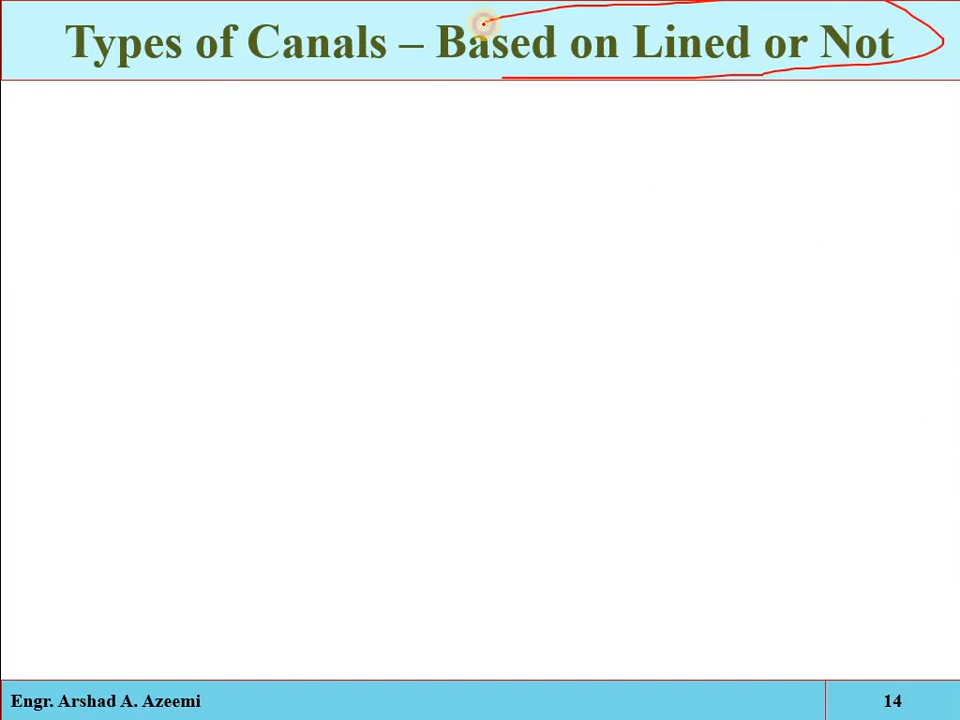 Types of Canals – Based on Lined or Not
Engr. Arshad A. Azeemi
14